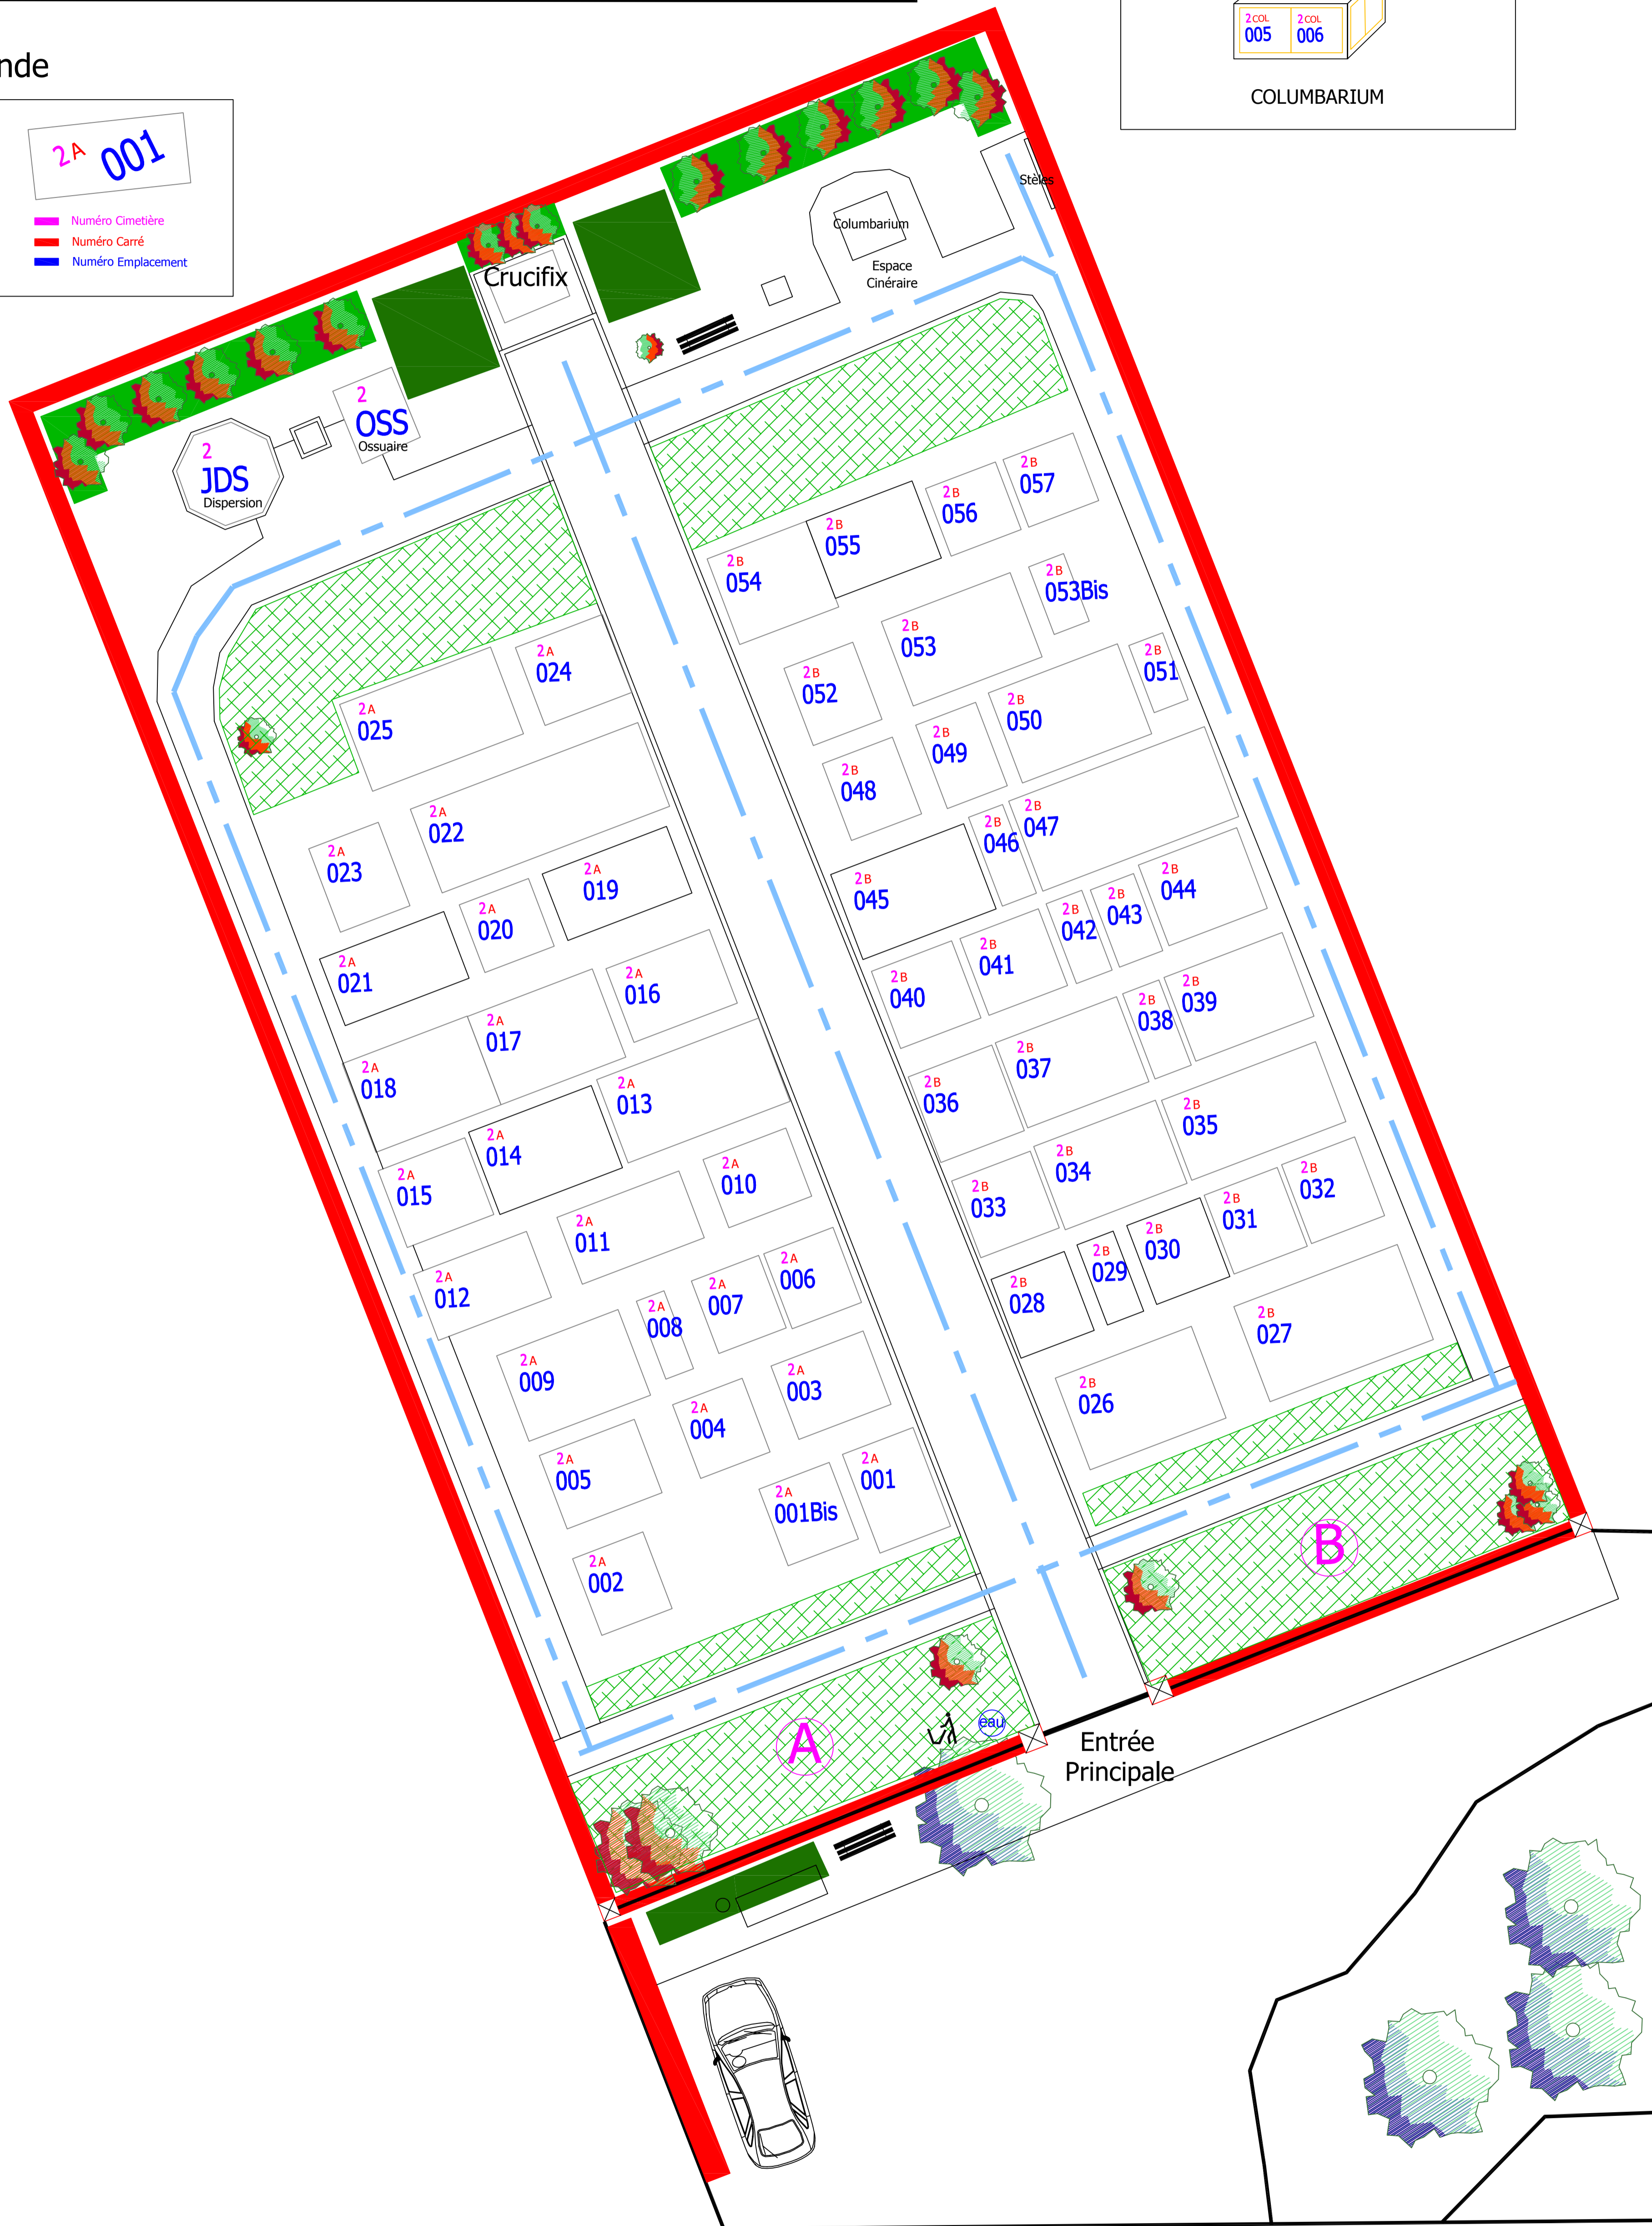 nde
2 A 001
Numéro Cimetière
Numéro Carré
Numéro Emplacement
2COL 2COL
005 006
COLUMBARIUM
Stèles
Columbarium
Espace
Cinéraire
Crucifix
2
OSS
Ossuaire
2
JDS
Dispersion
2B
057
2B
056
2B
055
2B
054
2B
053Bis
2B
053
2B
052
2B
051
2B
050
2B
049
2B
048
2B
047
2B
046
2B
045
2B
044
2B
043
2B
042
2B
041
2B
040
2B
039
2B
038
2B
037
2B
036
2B
035
2B
034
2B
033
2B
032
2B
031
2B
030
2B
029
2B
028
2B
027
2B
026
2A
024
2A
025
2A
022
2A
023
2A
019
2A
020
2A
021
2A
016
2A
017
2A
018
2A
013
2A
014
2A
015
2A
010
2A
011
2A
012
2A
006
2A
007
2A
008
2A
009
2A
003
2A
004
2A
005
2A
001
2A
001Bis
2A
002
B
A
eau
Entrée
Principale